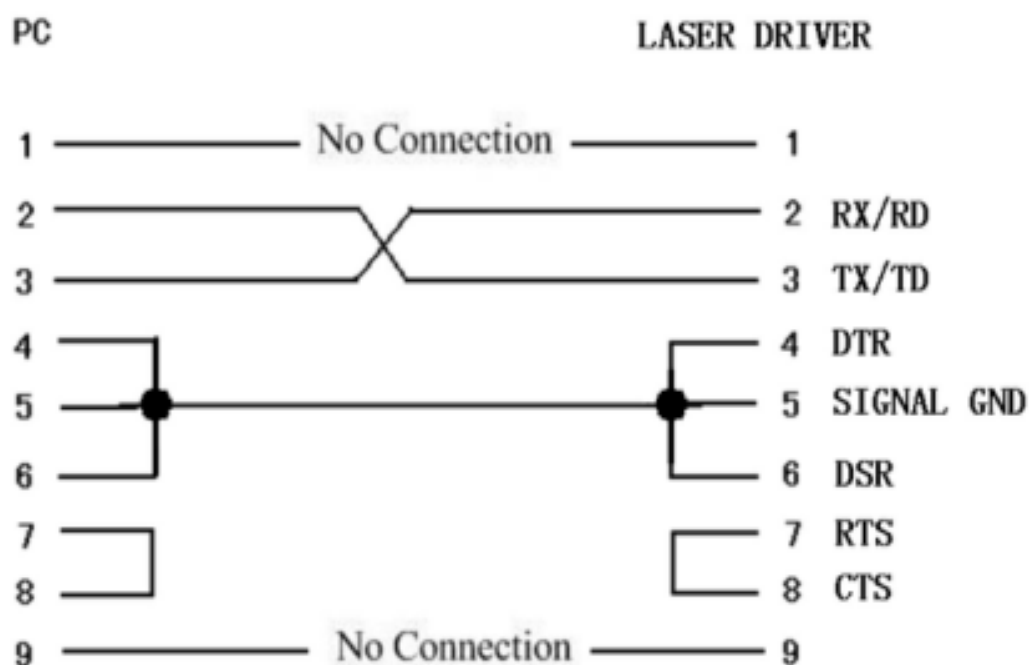 PC LASER DRIVER
1 No Connection 1
2 2 RX/RD
3 3 TX/TD
4 4 DTR
5 5 SIGNAL GND
6 6 DSR
7 7 RTS
8 8 CTS
9 No Connection 9